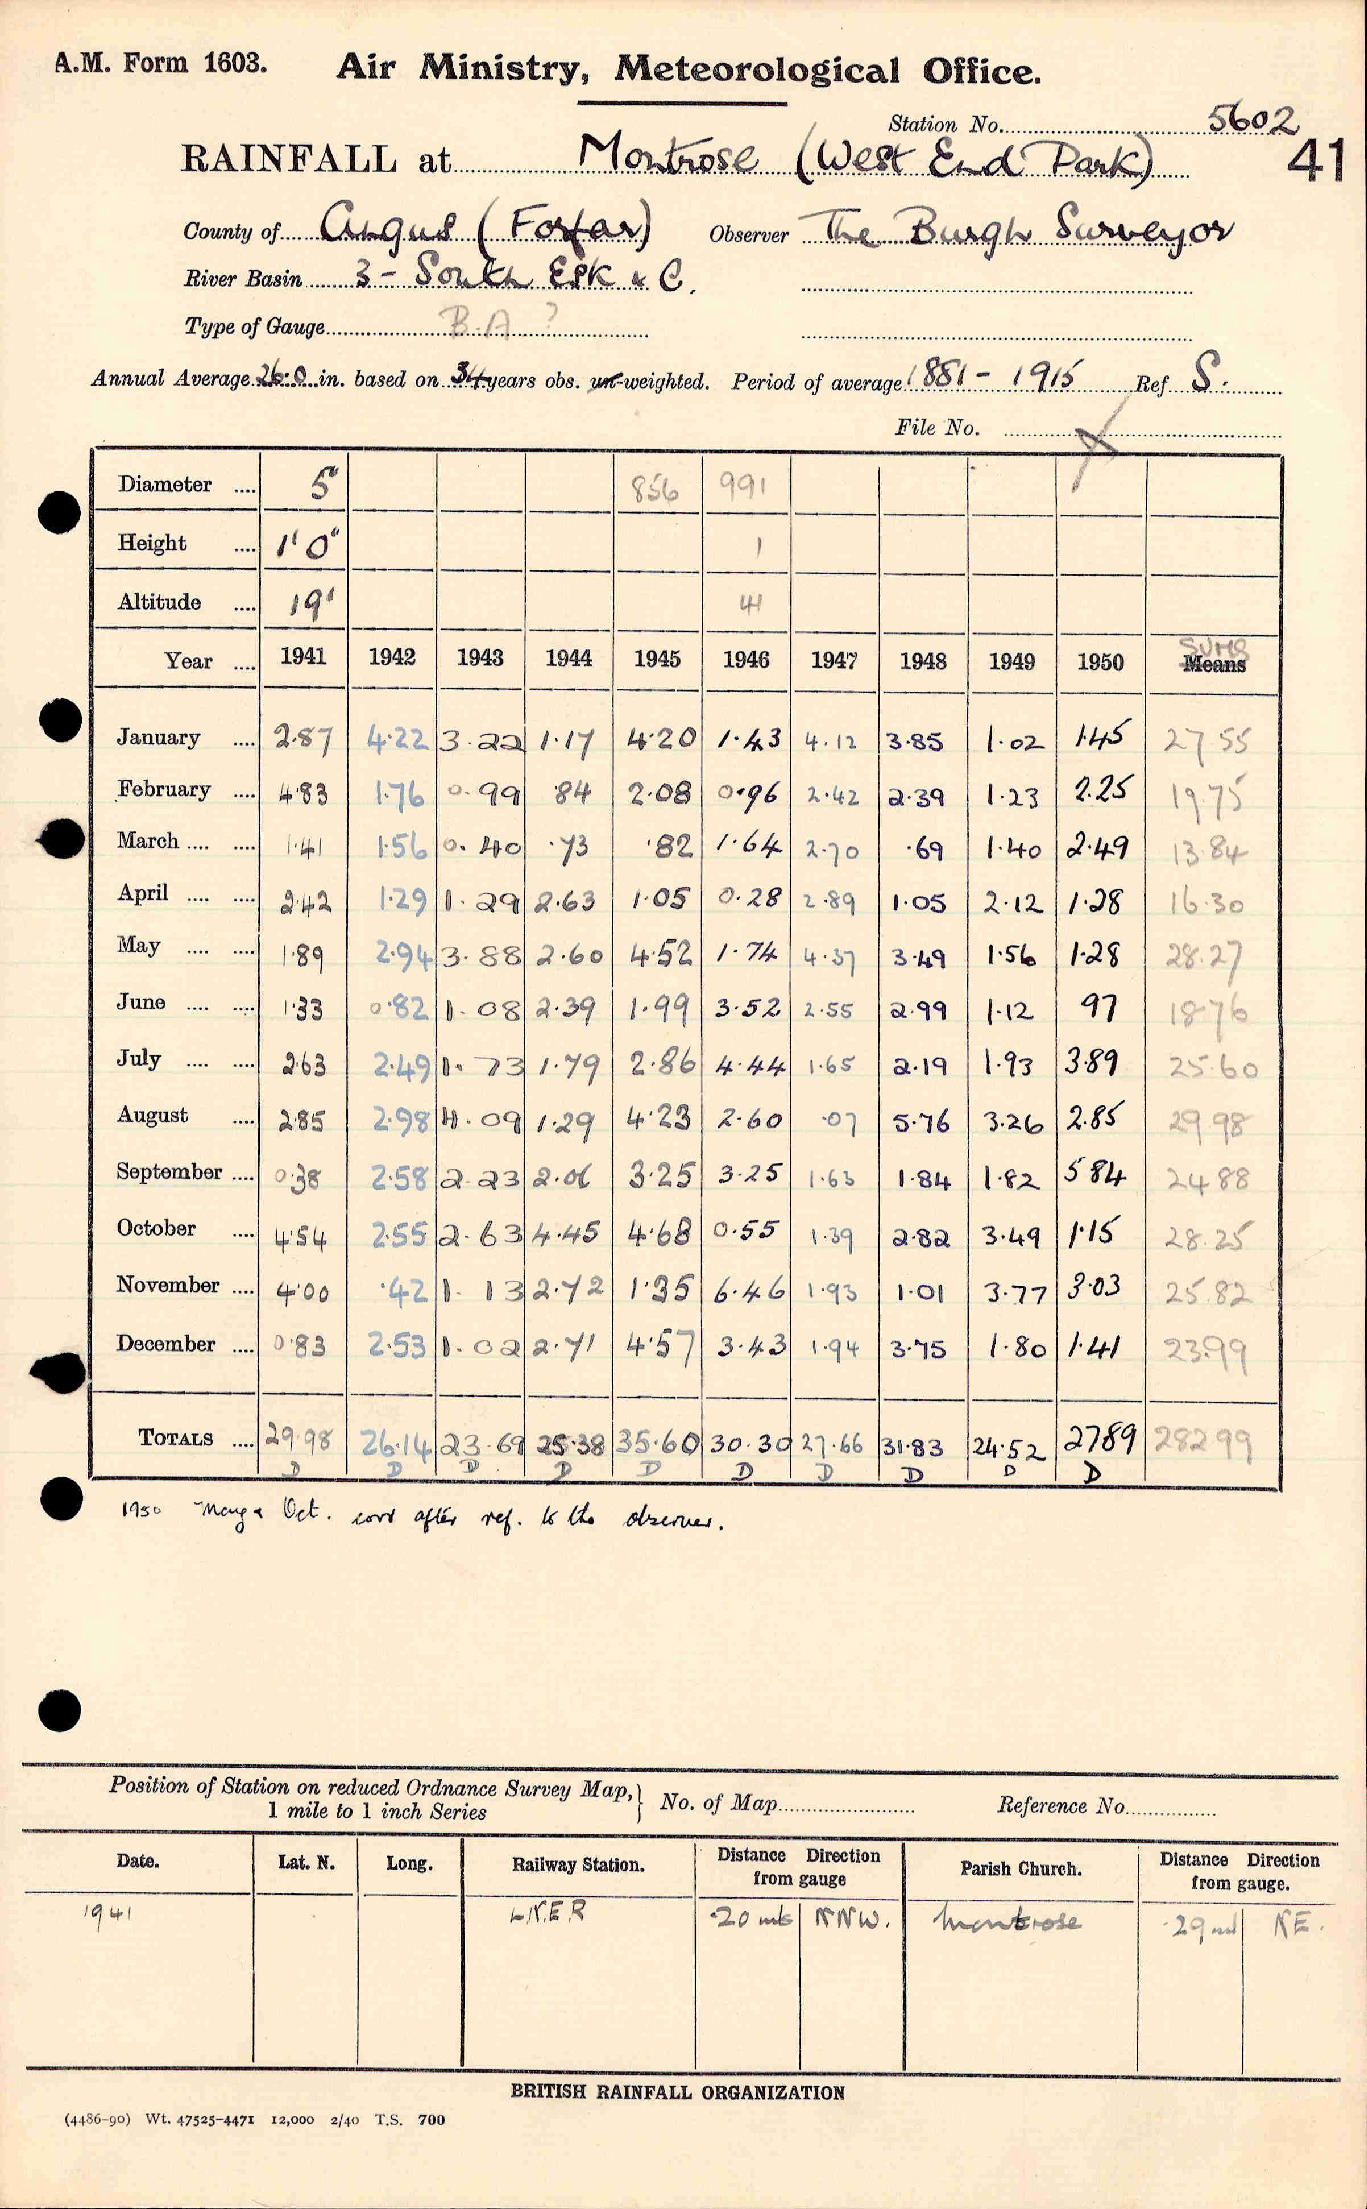 A.M. Form 1603. Air Ministry, Meteorological Office.
Station No. 5602
41
RAINFALL at Montrose (West End Park)
County of Angus (Forfar) Observer The Burgh Surveyor
River Basin 3 - South Esk & C.
Type of Gauge B.A ?
Annual Average 26.0 in. based on 34 years obs. un-weighted. Period of average 1881 - 1915 Ref S.
File No.
Diameter .... 5" 856 991
Height .... 1' 0" 1
Altitude .... 19' 41
Sums
Year .... 1941 1942 1943 1944 1945 1946 1947 1948 1949 1950 Means
January .... 2.87 4.22 3.22 1.17 4.20 1.43 4.12 3.85 1.02 1.45 27.55
February .... 4.83 1.76 0.99 .84 2.08 0.96 2.42 2.39 1.23 2.25 19.75
March .... .... 1.41 1.56 0.40 .73 .82 1.64 2.70 .69 1.40 2.49 13.84
April .... .... 2.42 1.29 1.29 2.63 1.05 0.28 2.89 1.05 2.12 1.28 16.30
May .... .... 1.89 2.94 3.88 2.60 4.52 1.74 4.37 3.49 1.56 1.28 28.27
June .... .... 1.33 0.82 1.08 2.39 1.99 3.52 2.55 2.99 1.12 97 18.76
July .... .... 2.63 2.49 1.73 1.79 2.86 4.44 1.65 2.19 1.93 3.89 25.60
August .... 2.85 2.98 4.09 1.29 4.23 2.60 .07 5.76 3.26 2.85 29.98
September .... 0.38 2.58 2.23 2.06 3.25 3.25 1.63 1.84 1.82 5 84 24.88
October .... 4.54 2.55 2.63 4.45 4.68 0.55 1.39 2.82 3.49 1.15 28.25
November .... 4.00 .42 1.13 2.72 1.35 6.46 1.93 1.01 3.77 3.03 25.82
December .... 0.83 2.53 1.02 2.71 4.57 3.43 1.94 3.75 1.80 1.41 23.99
TOTALS .... 29.98 26.14 23.69 25.38 35.60 30.30 27.66 31.83 24.52 2789 282.99
D D D D D D D D D D
1950 May & Oct. corr after ref. to the observer.
Position of Station on reduced Ordnance Survey Map, } No. of Map Reference No.
1 mile to 1 inch Series
Date. Lat. N. Long. Railway Station. Distance Direction from gauge Parish Church. Distance Direction from gauge.
1941 L.N.E.R .20 mls NNW. Montrose .29 ml NE.
BRITISH RAINFALL ORGANIZATION
(4486-90) Wt. 47525-4471 12,000 2/40 T.S. 700